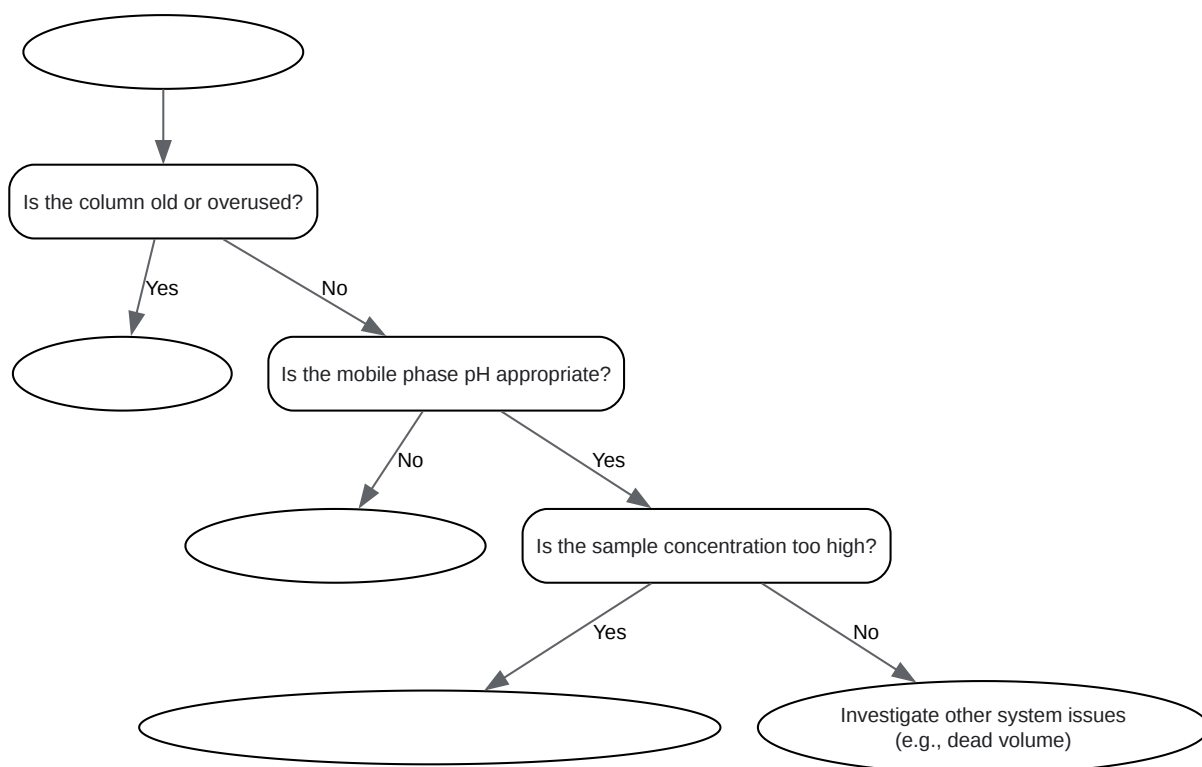 Is the column old or overused?
Yes
No
Is the mobile phase pH appropriate?
No
Yes
Is the sample concentration too high?
Yes
No
Investigate other system issues
(e.g., dead volume)